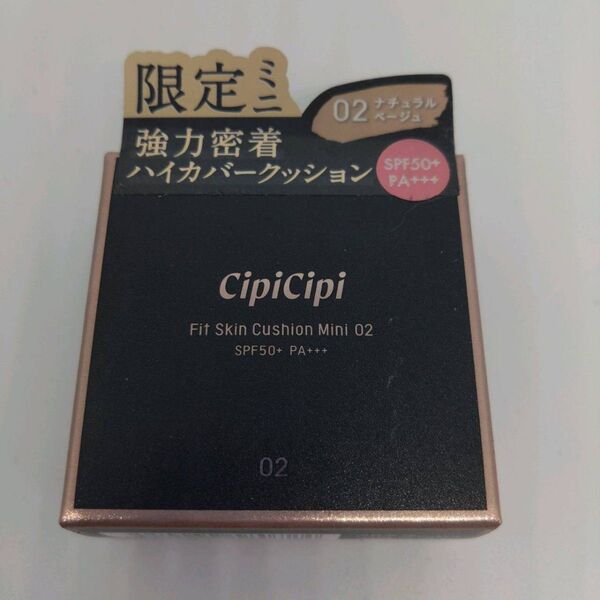 限定ミニ
02 ナチュラル
ベージュ
強力密着
ハイカバークッション
SPF50+
PA+++
CipiCipi
Fit Skin Cushion Mini 02
SPF50+ PA+++
02